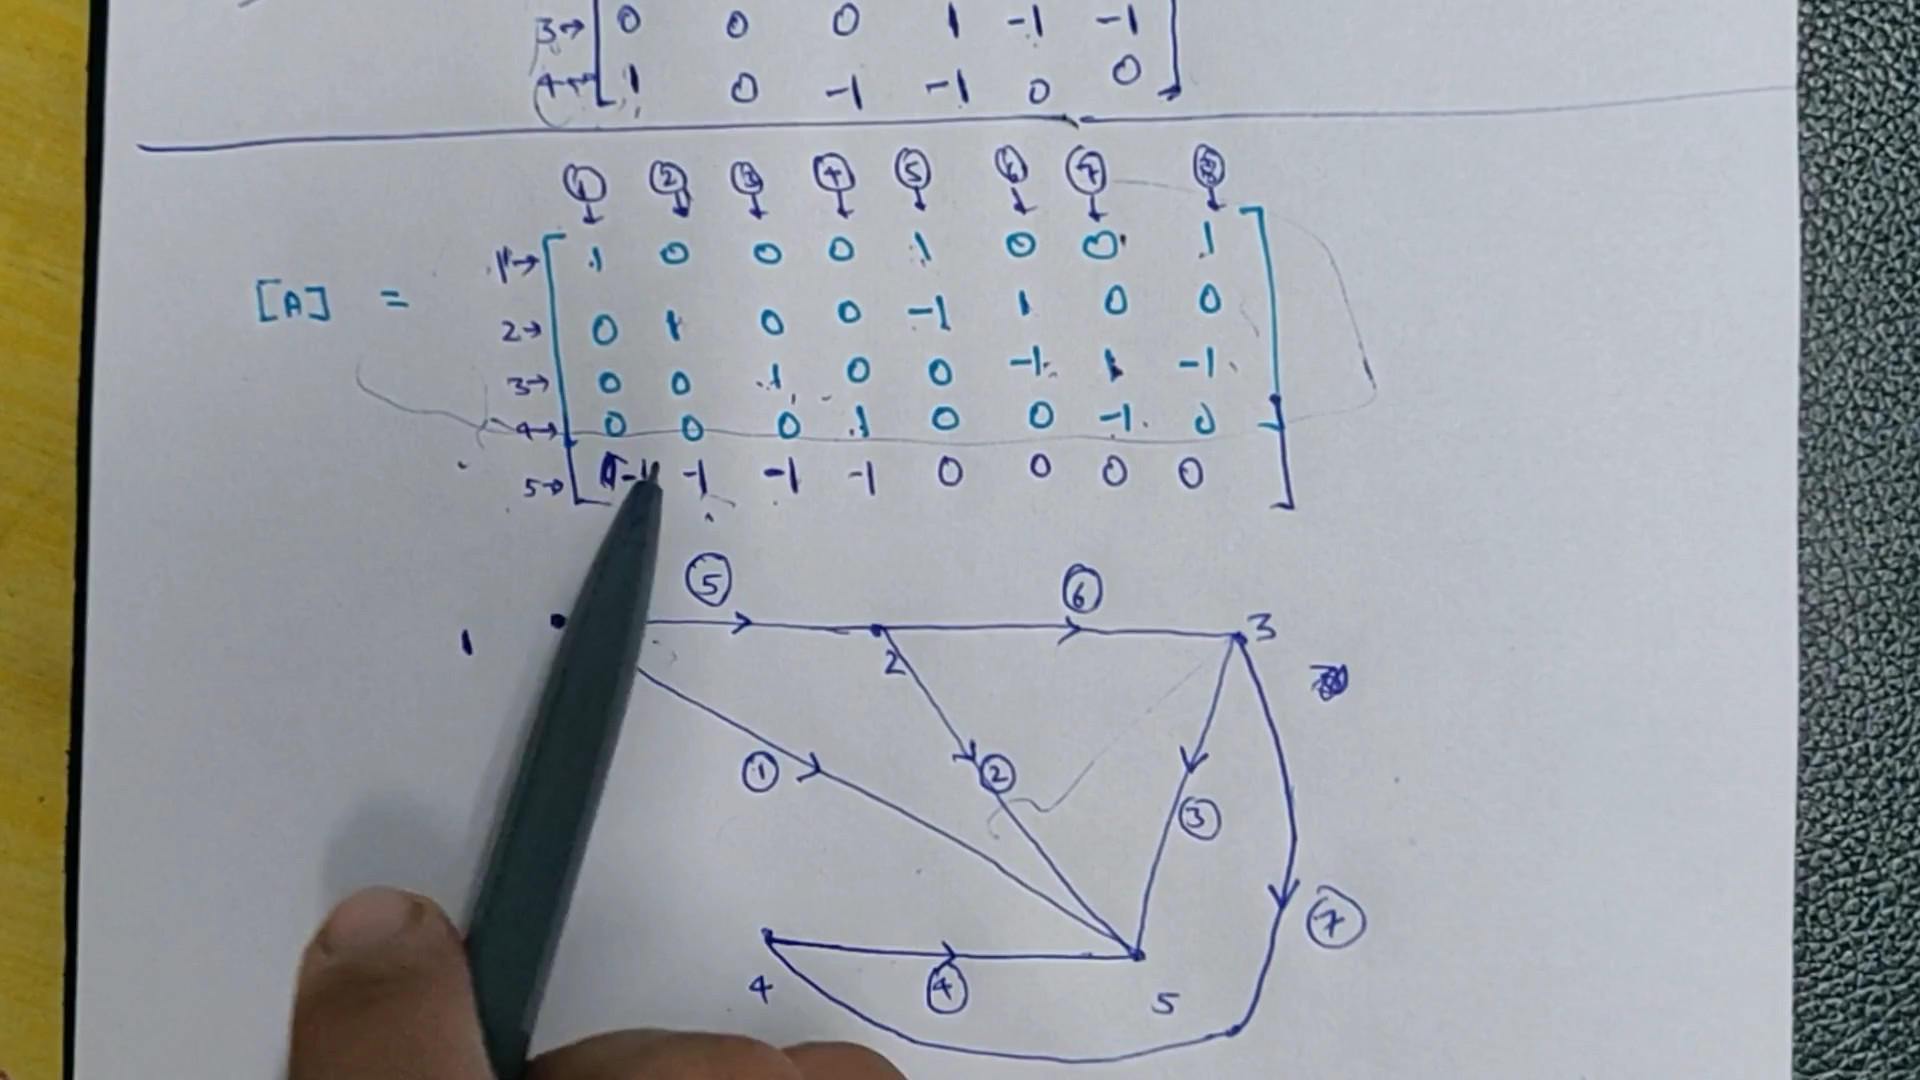 3→ 0 0 0 1 -1 -1
4→ 1 0 -1 -1 0 0
① ② ③ ④ ⑤ ⑥ ⑦ ⑧
1→ 1 0 0 0 1 0 0 1
[A] =
2→ 0 1 0 0 -1 1 0 0
3→ 0 0 1 0 0 -1 1 -1
4→ 0 0 0 1 0 0 -1 0
5→ -1 -1 -1 -1 0 0 0 0
⑤ ⑥
1 2 3
① ② ③
⑦
4 ④ 5